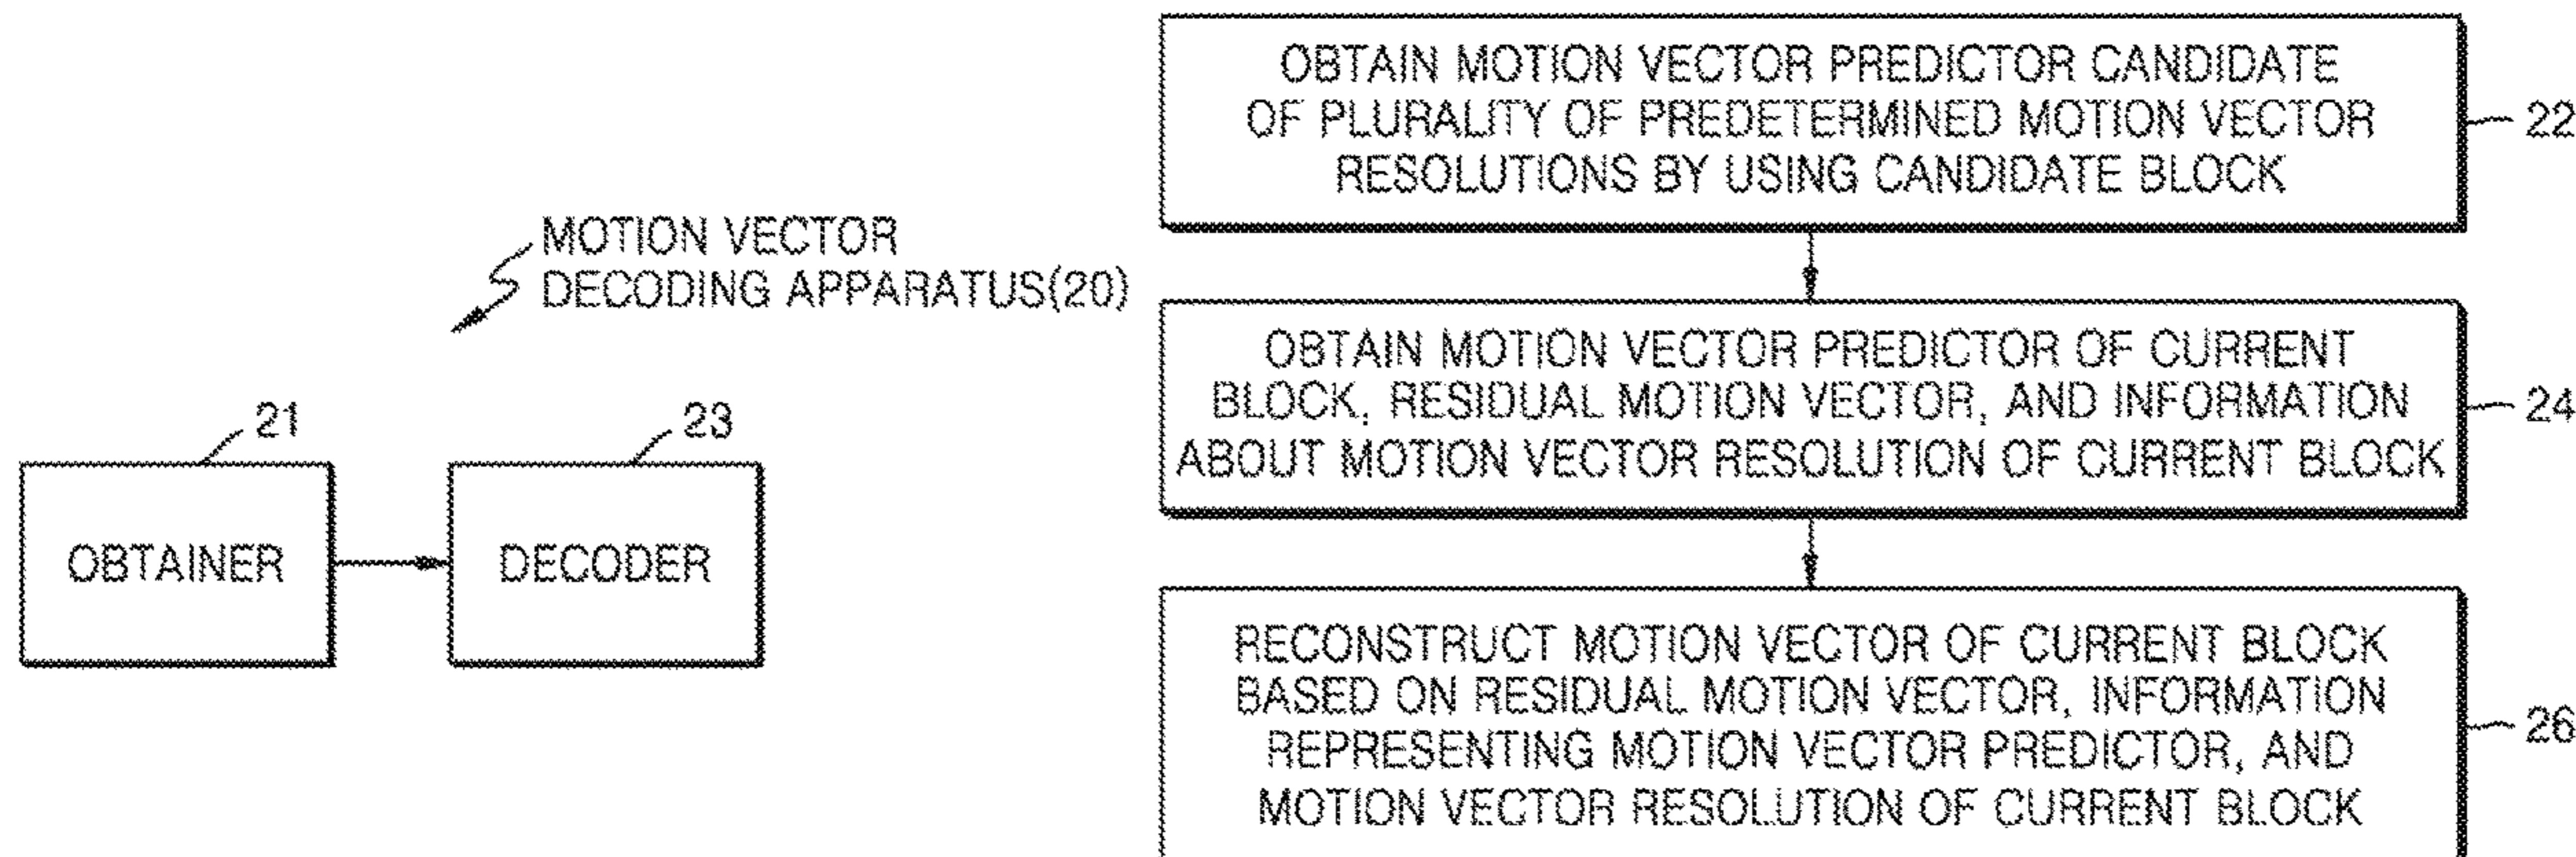 MOTION VECTOR
DECODING APPARATUS(20)
21
23
OBTAINER
DECODER
OBTAIN MOTION VECTOR PREDICTOR CANDIDATE
OF PLURALITY OF PREDETERMINED MOTION VECTOR
RESOLUTIONS BY USING CANDIDATE BLOCK
22
OBTAIN MOTION VECTOR PREDICTOR OF CURRENT
BLOCK, RESIDUAL MOTION VECTOR, AND INFORMATION
ABOUT MOTION VECTOR RESOLUTION OF CURRENT BLOCK
24
RECONSTRUCT MOTION VECTOR OF CURRENT BLOCK
BASED ON RESIDUAL MOTION VECTOR, INFORMATION
REPRESENTING MOTION VECTOR PREDICTOR, AND
MOTION VECTOR RESOLUTION OF CURRENT BLOCK
26